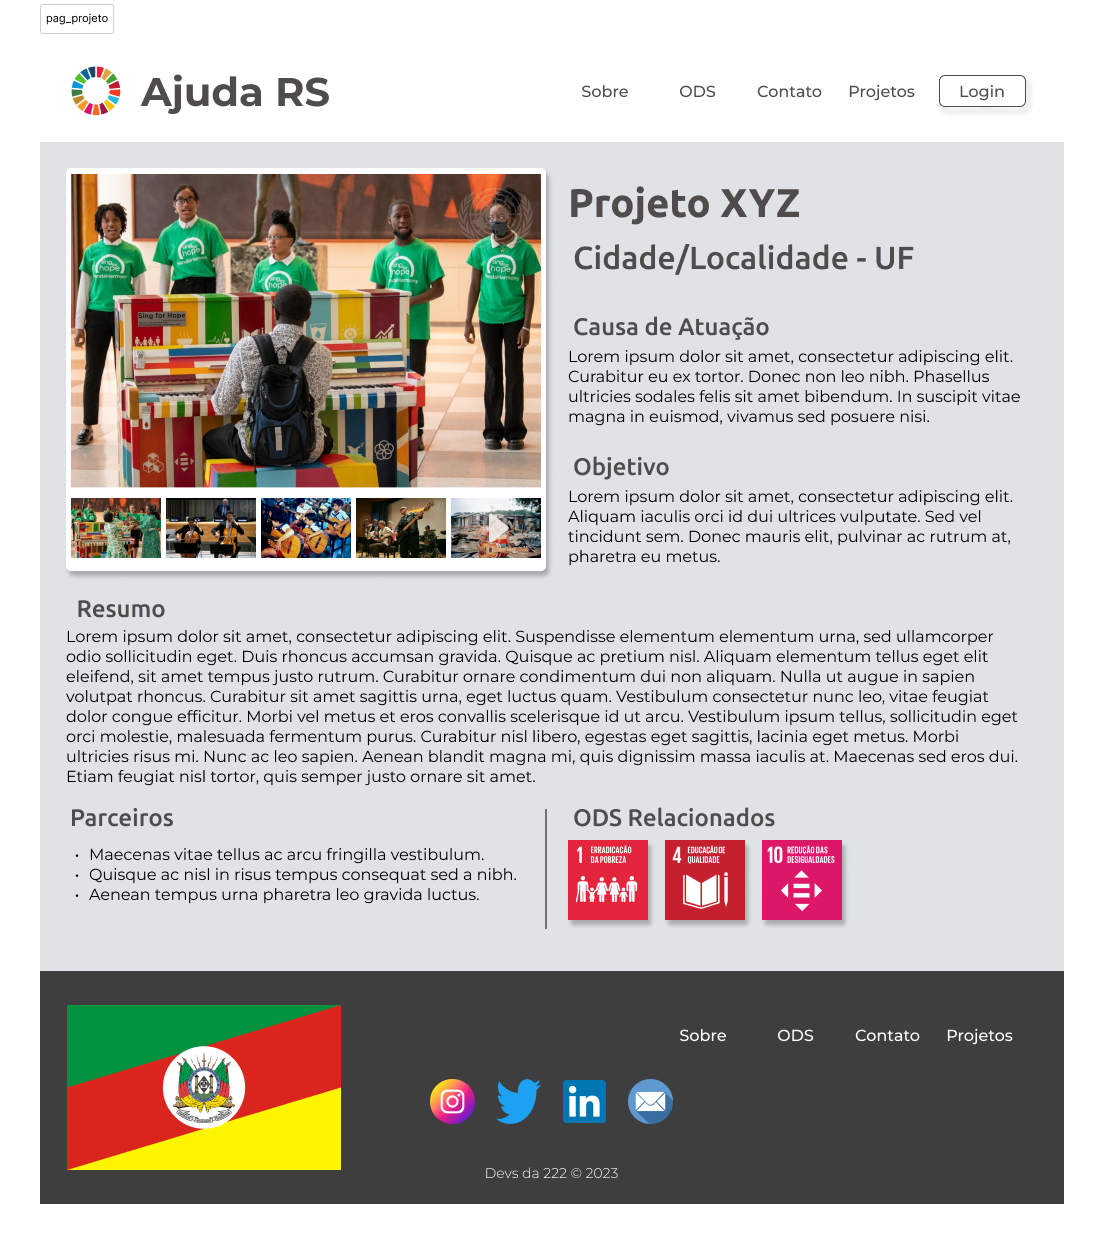 pag_projeto
Ajuda RS
Sobre
ODS
Contato
Projetos
Login
Sing for Hope
Projeto XYZ
Cidade/Localidade - UF
Causa de Atuação
Lorem ipsum dolor sit amet, consectetur adipiscing elit.
Curabitur eu ex tortor. Donec non leo nibh. Phasellus
ultricies sodales felis sit amet bibendum. In suscipit vitae
magna in euismod, vivamus sed posuere nisi.
Objetivo
Lorem ipsum dolor sit amet, consectetur adipiscing elit.
Aliquam iaculis orci id dui ultrices vulputate. Sed vel
tincidunt sem. Donec mauris elit, pulvinar ac rutrum at,
pharetra eu metus.
Resumo
Lorem ipsum dolor sit amet, consectetur adipiscing elit. Suspendisse elementum elementum urna, sed ullamcorper
odio sollicitudin eget. Duis rhoncus accumsan gravida. Quisque ac pretium nisl. Aliquam elementum tellus eget elit
eleifend, sit amet tempus justo rutrum. Curabitur ornare condimentum dui non aliquam. Nulla ut augue in sapien
volutpat rhoncus. Curabitur sit amet sagittis urna, eget luctus quam. Vestibulum consectetur nunc leo, vitae feugiat
dolor congue efficitur. Morbi vel metus et eros convallis scelerisque id ut arcu. Vestibulum ipsum tellus, sollicitudin eget
orci molestie, malesuada fermentum purus. Curabitur nisl libero, egestas eget sagittis, lacinia eget metus. Morbi
ultricies risus mi. Nunc ac leo sapien. Aenean blandit magna mi, quis dignissim massa iaculis at. Maecenas sed eros dui.
Etiam feugiat nisl tortor, quis semper justo ornare sit amet.
Parceiros
• Maecenas vitae tellus ac arcu fringilla vestibulum.
• Quisque ac nisl in risus tempus consequat sed a nibh.
• Aenean tempus urna pharetra leo gravida luctus.
ODS Relacionados
1 ERRADICAÇÃO
DA POBREZA
4 EDUCAÇÃO DE
QUALIDADE
10 REDUÇÃO DAS
DESIGUALDADES
Sobre
ODS
Contato
Projetos
in
Devs da 222 © 2023